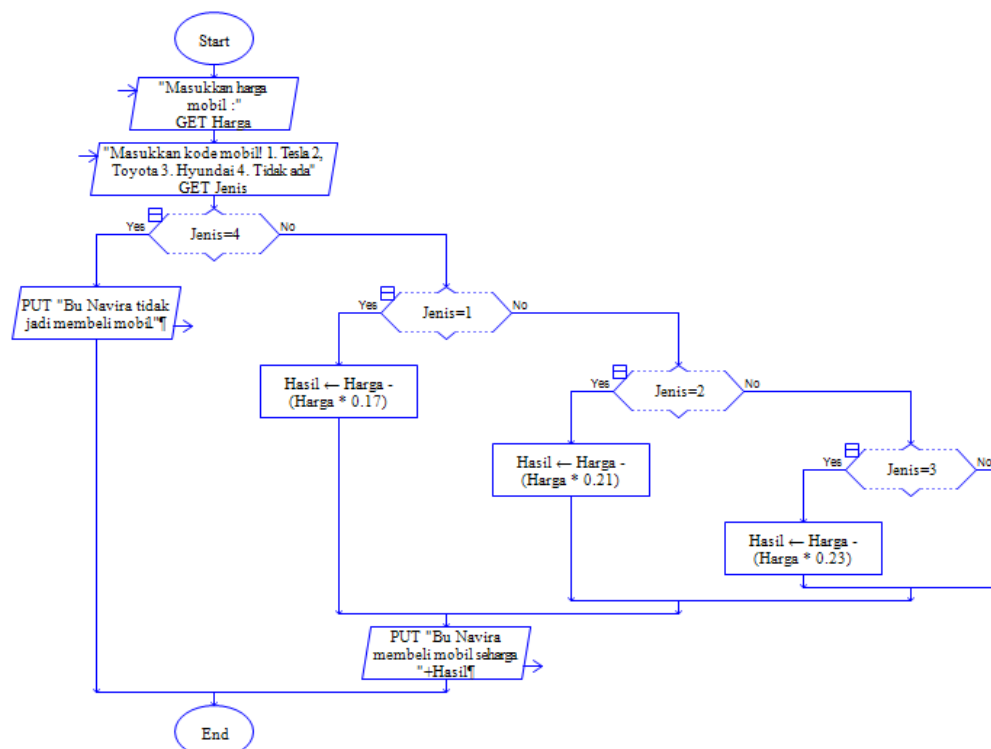 Start
"Masukkan harga
mobil :"
GET Harga
"Masukkan kode mobil! 1. Tesla 2,
Toyota 3. Hyundai 4. Tidak ada"
GET Jenis
Yes
Jenis=4
No
PUT "Bu Navira tidak
jadi membeli mobil."¶
Yes
Jenis=1
No
Hasil ← Harga -
(Harga * 0.17)
Yes
Jenis=2
No
Hasil ← Harga -
(Harga * 0.21)
Yes
Jenis=3
No
Hasil ← Harga -
(Harga * 0.23)
PUT "Bu Navira
membeli mobil seharga
"+Hasil¶
End